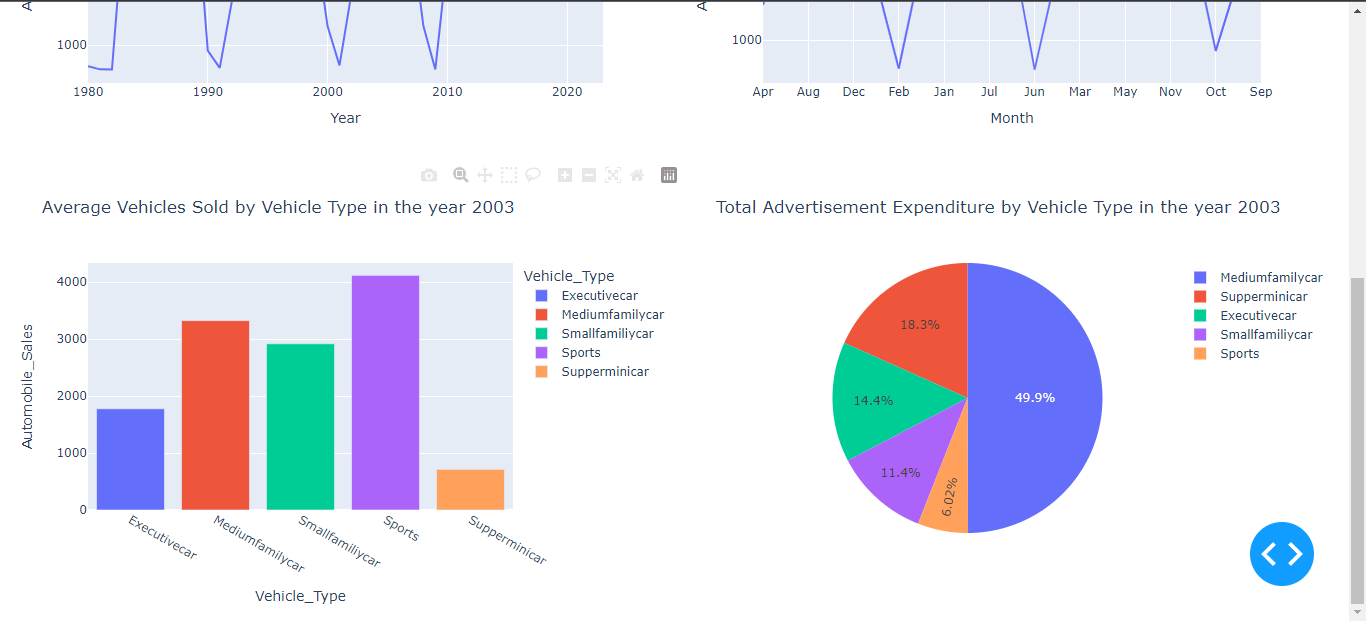 A
1000
1980 1990 2000 2010 2020
Year
A
1000
Apr Aug Dec Feb Jan Jul Jun Mar May Nov Oct Sep
Month
Average Vehicles Sold by Vehicle Type in the year 2003
Automobile_Sales
4000
3000
2000
1000
0
Executivecar Mediumfamilycar Smallfamiliycar Sports Supperminicar
Vehicle_Type
Vehicle_Type
Executivecar
Mediumfamilycar
Smallfamiliycar
Sports
Supperminicar
Total Advertisement Expenditure by Vehicle Type in the year 2003
49.9%
18.3%
14.4%
11.4%
6.02%
Mediumfamilycar
Supperminicar
Executivecar
Smallfamiliycar
Sports